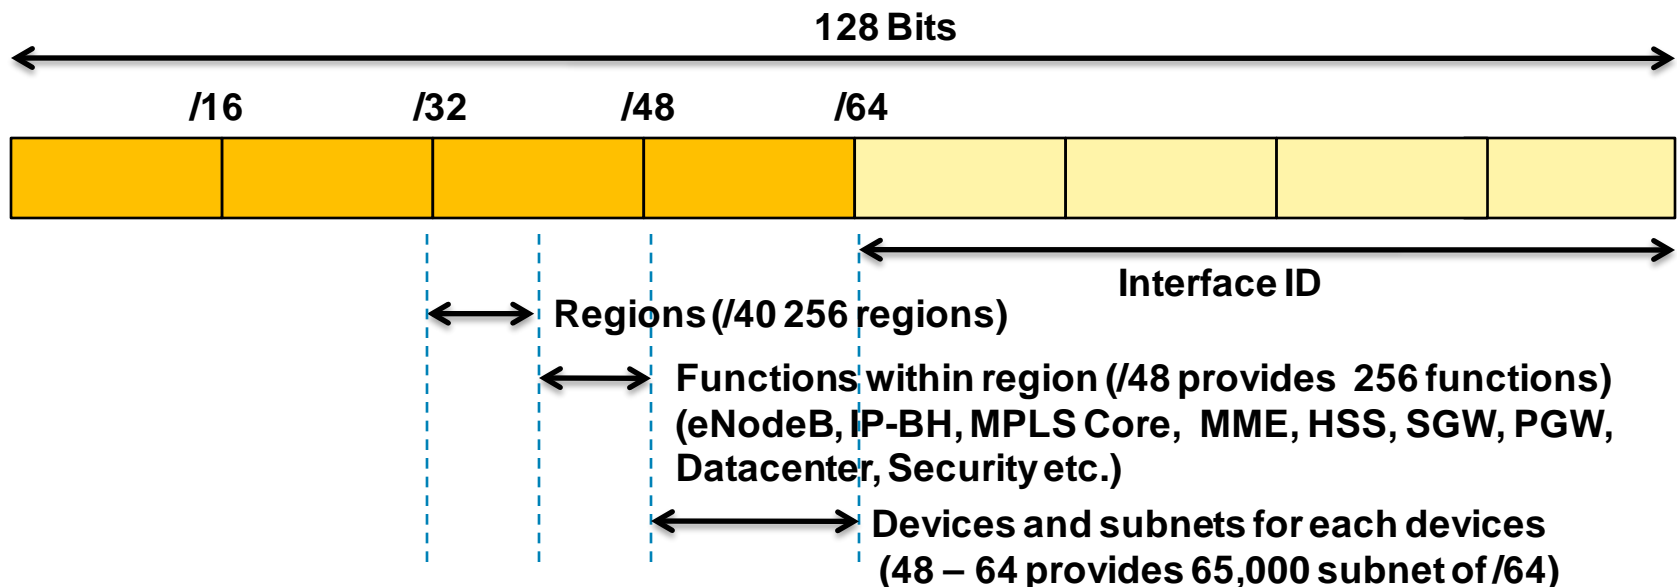 128 Bits
/16 /32 /48 /64
Interface ID
Regions (/40 256 regions)
Functions within region (/48 provides 256 functions)
(eNodeB, IP-BH, MPLS Core, MME, HSS, SGW, PGW,
Datacenter, Security etc.)
Devices and subnets for each devices
(48 – 64 provides 65,000 subnet of /64)